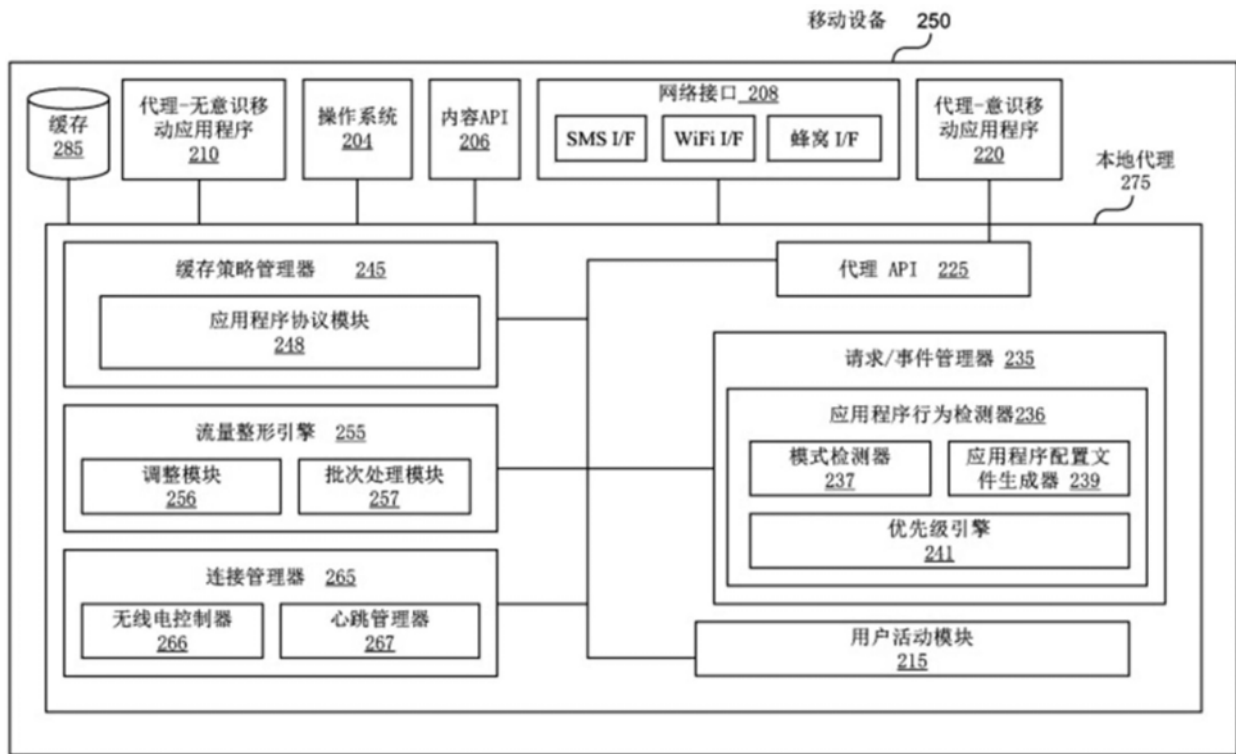 移动设备 250
缓存
285
代理-无意识移
动应用程序
210
操作系统
204
内容API
206
网络接口 208
SMS I/F
WiFi I/F
蜂窝 I/F
代理-意识移
动应用程序
220
本地代理
275
缓存策略管理器 245
应用程序协议模块
248
代理 API 225
请求/事件管理器 235
应用程序行为检测器236
模式检测器
237
应用程序配置文
件生成器 239
优先级引擎
241
流量整形引擎 255
调整模块
256
批次处理模块
257
连接管理器 265
无线电控制器
266
心跳管理器
267
用户活动模块
215